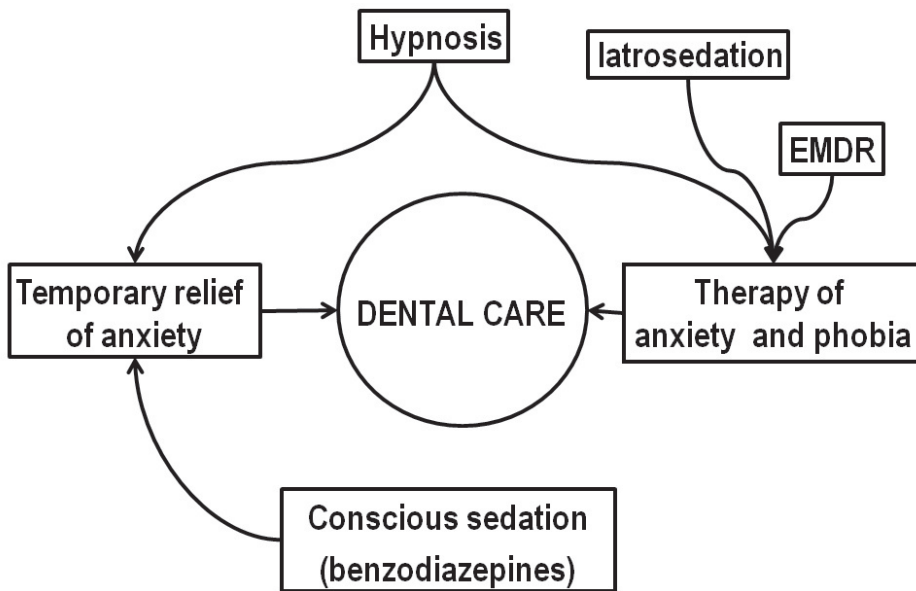 Hypnosis
Iatrosedation
EMDR
Temporary relief
of anxiety
DENTAL CARE
Therapy of
anxiety and phobia
Conscious sedation
(benzodiazepines)